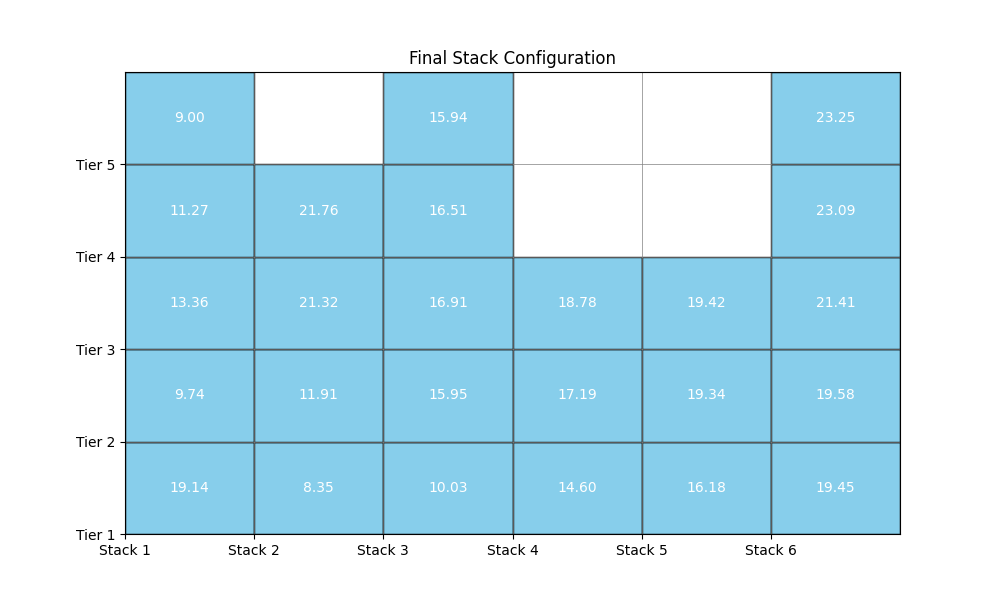 Final Stack Configuration
9.00 15.94 23.25
Tier 5
11.27 21.76 16.51 23.09
Tier 4
13.36 21.32 16.91 18.78 19.42 21.41
Tier 3
9.74 11.91 15.95 17.19 19.34 19.58
Tier 2
19.14 8.35 10.03 14.60 16.18 19.45
Tier 1
Stack 1 Stack 2 Stack 3 Stack 4 Stack 5 Stack 6